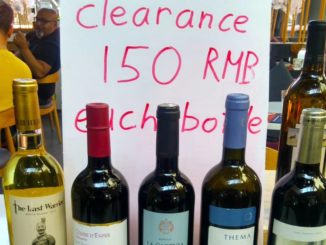 clearance
150 RMB
each bottle
The Last Warrior
THEMA